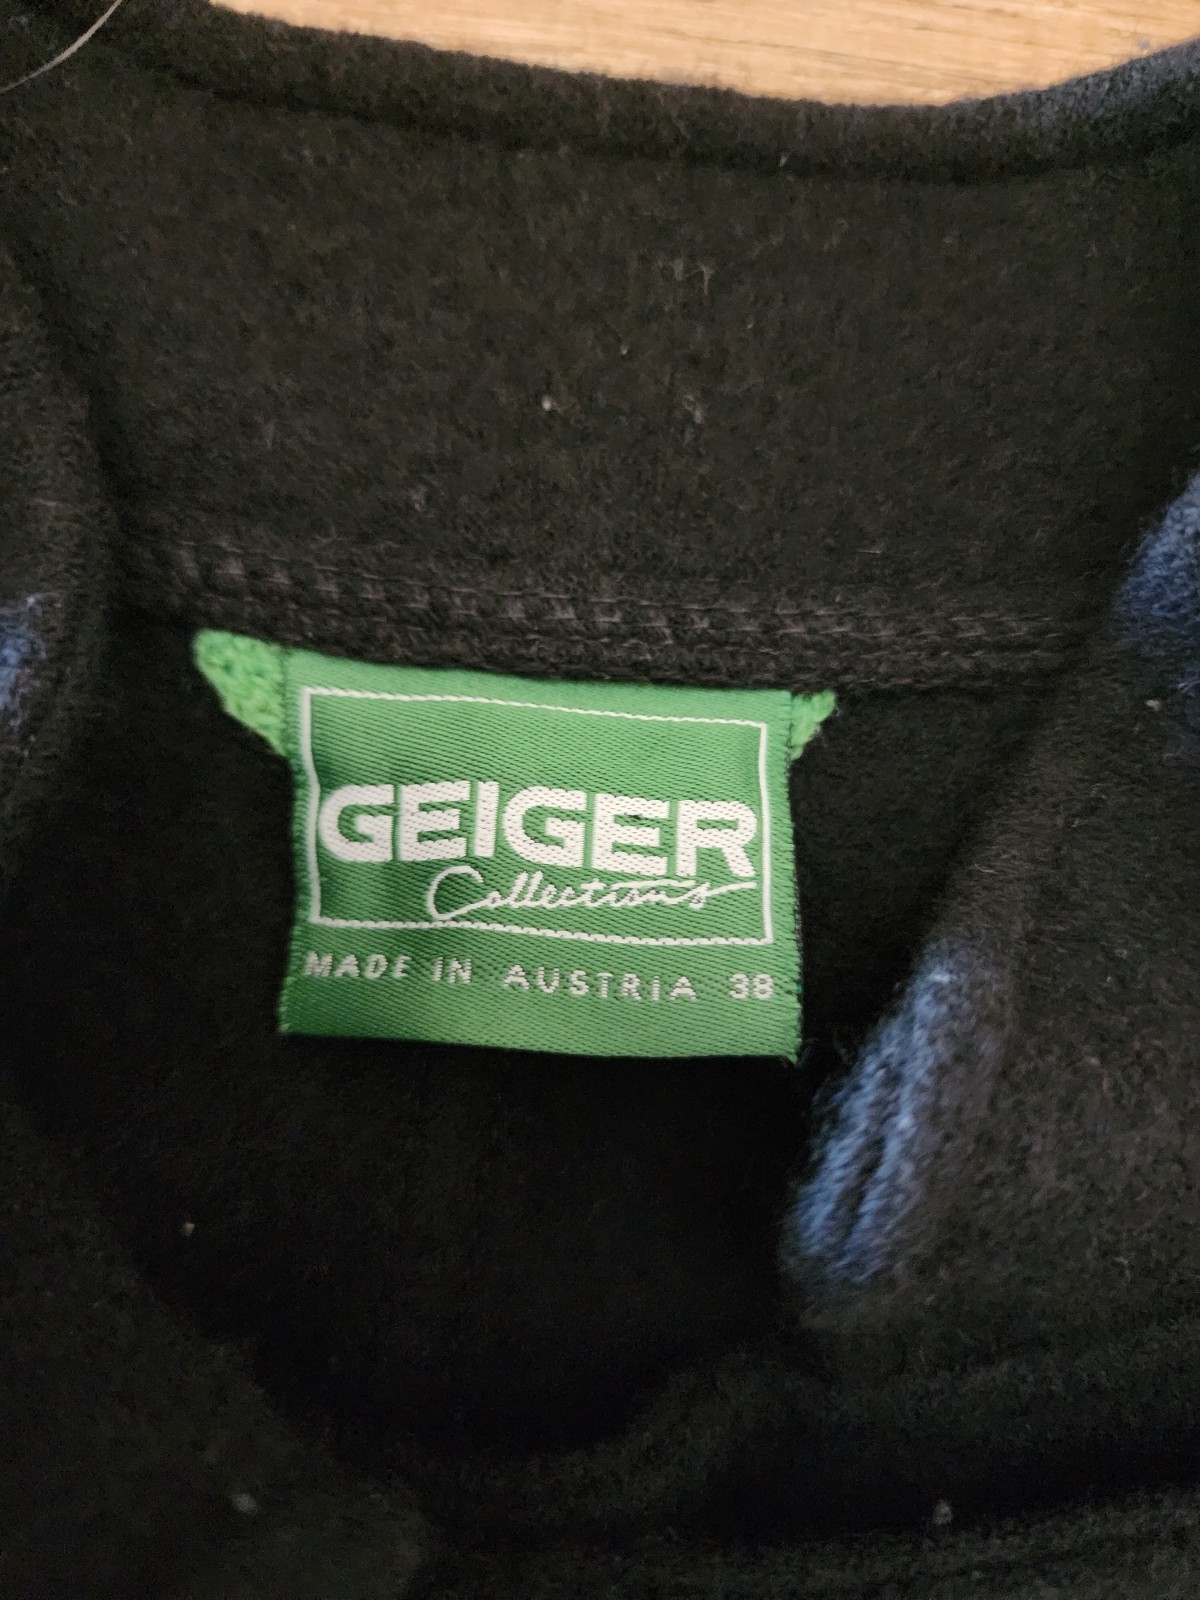 GEIGER
Collections
MADE IN AUSTRIA 38